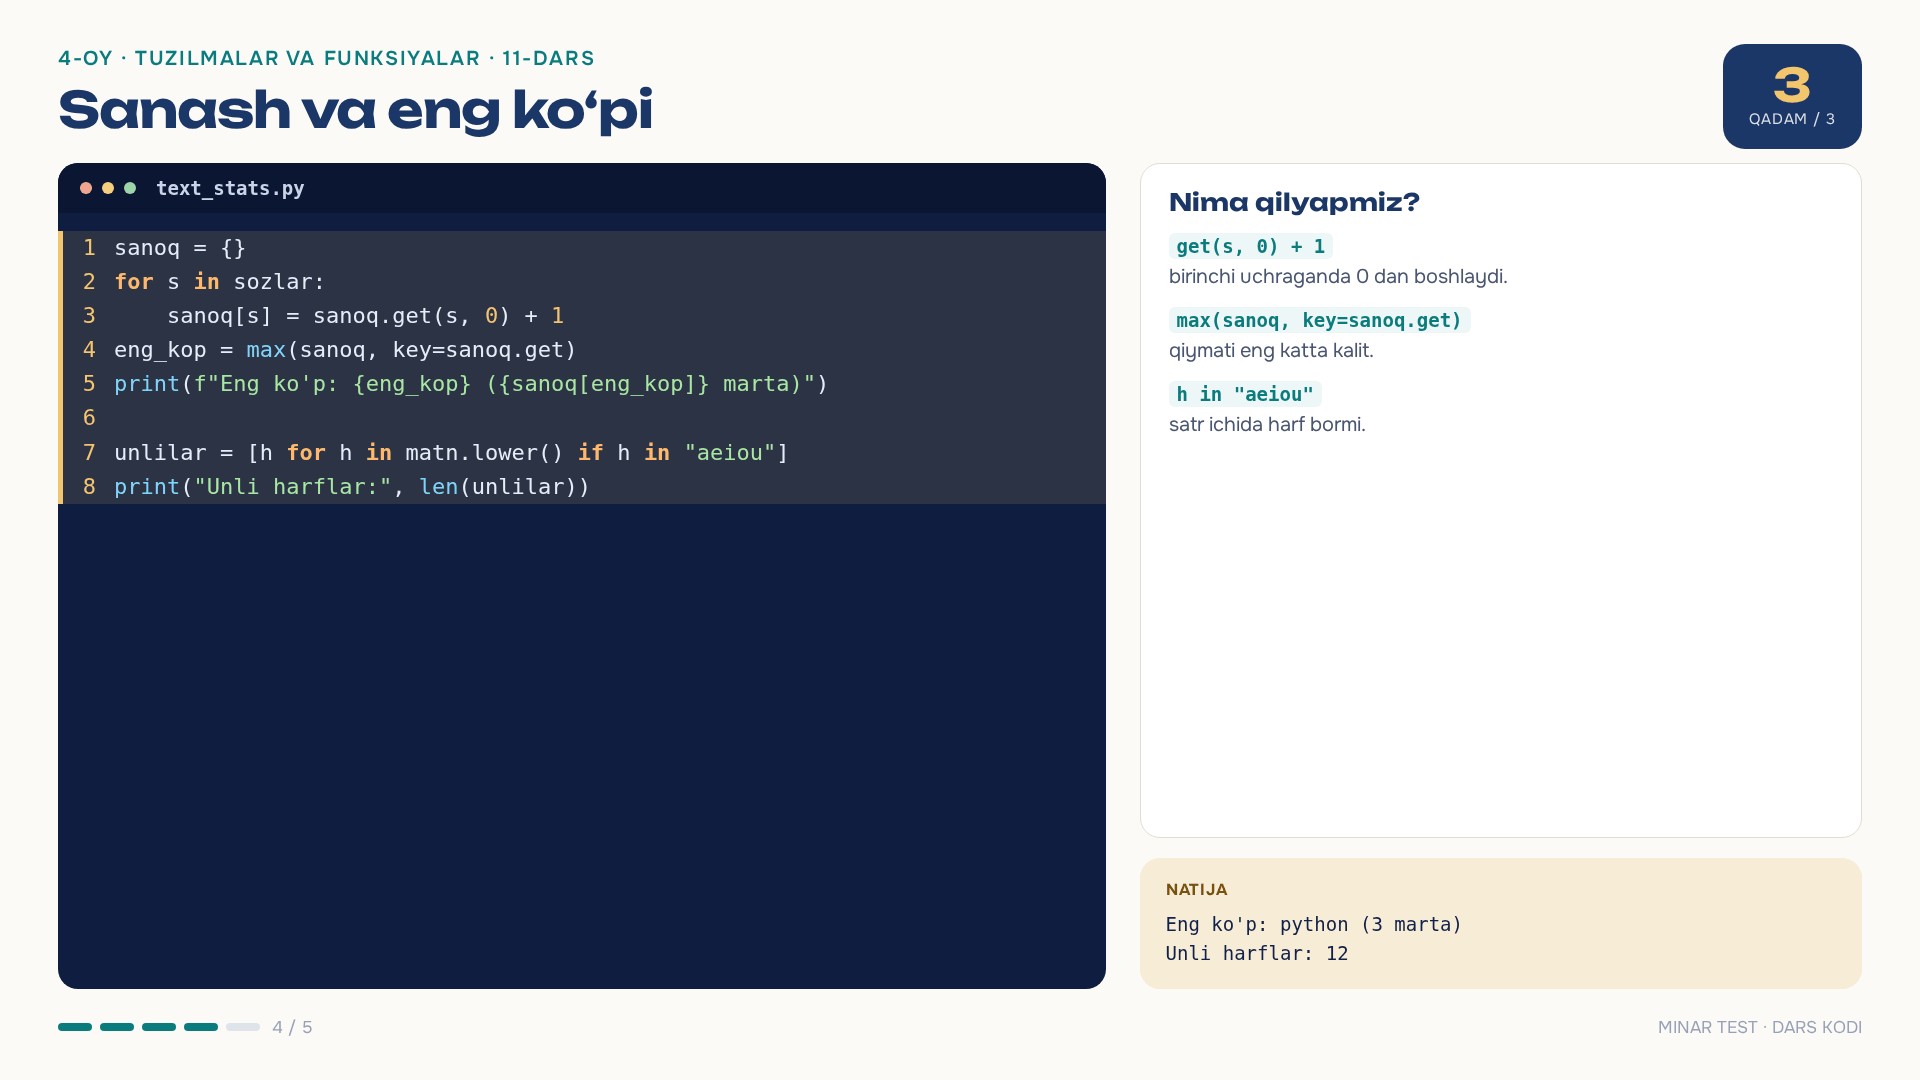 4-OY · TUZILMALAR VA FUNKSIYALAR · 11-DARS
Sanash va eng ko‘pi
3
QADAM / 3
text_stats.py
1 sanoq = {}
2 for s in sozlar:
3     sanoq[s] = sanoq.get(s, 0) + 1
4 eng_kop = max(sanoq, key=sanoq.get)
5 print(f"Eng ko'p: {eng_kop} ({sanoq[eng_kop]} marta)")
6
7 unlilar = [h for h in matn.lower() if h in "aeiou"]
8 print("Unli harflar:", len(unlilar))
Nima qilyapmiz?
get(s, 0) + 1
birinchi uchraganda 0 dan boshlaydi.
max(sanoq, key=sanoq.get)
qiymati eng katta kalit.
h in "aeiou"
satr ichida harf bormi.
NATIJA
Eng ko'p: python (3 marta)
Unli harflar: 12
4 / 5
MINAR TEST · DARS KODI